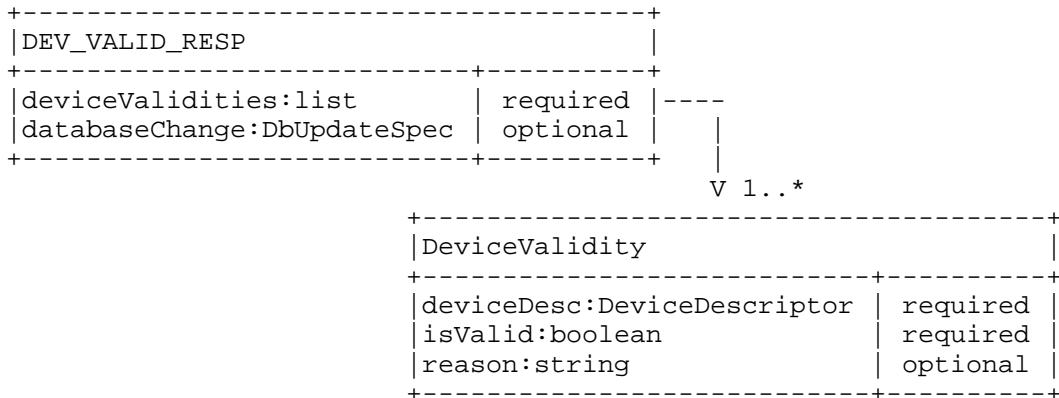 DEV_VALID_RESP
deviceValidities:list required
databaseChange:DbUpdateSpec optional
V 1..*
DeviceValidity
deviceDesc:DeviceDescriptor required
isValid:boolean required
reason:string optional